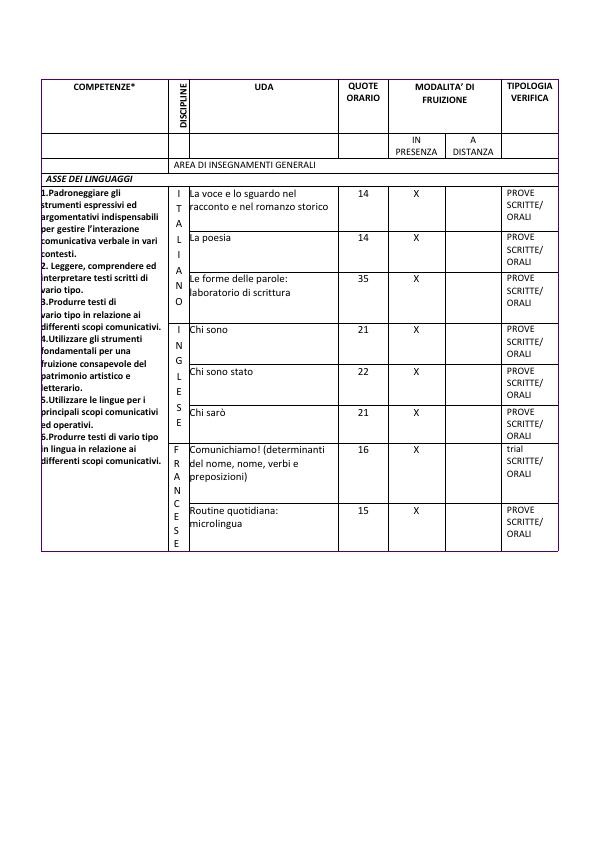 COMPETENZE*
DISCIPLINE
UDA
QUOTE
ORARIO
MODALITA' DI
FRUIZIONE
TIPOLOGIA
VERIFICA
IN
PRESENZA
A
DISTANZA
AREA DI INSEGNAMENTI GENERALI
ASSE DEI LINGUAGGI
1.Padroneggiare gli
strumenti espressivi ed
argomentativi indispensabili
per gestire l'interazione
comunicativa verbale in vari
contesti.
2. Leggere, comprendere ed
interpretare testi scritti di
vario tipo.
3.Produrre testi di
vario tipo in relazione ai
differenti scopi comunicativi.
4.Utilizzare gli strumenti
fondamentali per una
fruizione consapevole del
patrimonio artistico e
letterario.
5.Utilizzare le lingue per i
principali scopi comunicativi
ed operativi.
6.Produrre testi di vario tipo
in lingua in relazione ai
differenti scopi comunicativi.
I
T
A
L
I
A
N
O
La voce e lo sguardo nel
racconto e nel romanzo storico
14
X
PROVE
SCRITTE/
ORALI
La poesia
14
X
PROVE
SCRITTE/
ORALI
Le forme delle parole:
laboratorio di scrittura
35
X
PROVE
SCRITTE/
ORALI
I
N
G
L
E
S
E
Chi sono
21
X
PROVE
SCRITTE/
ORALI
Chi sono stato
22
X
PROVE
SCRITTE/
ORALI
Chi sarò
21
X
PROVE
SCRITTE/
ORALI
F
R
A
N
C
E
S
E
Comunichiamo! (determinanti
del nome, nome, verbi e
preposizioni)
16
X
trial
SCRITTE/
ORALI
Routine quotidiana:
microlingua
15
X
PROVE
SCRITTE/
ORALI